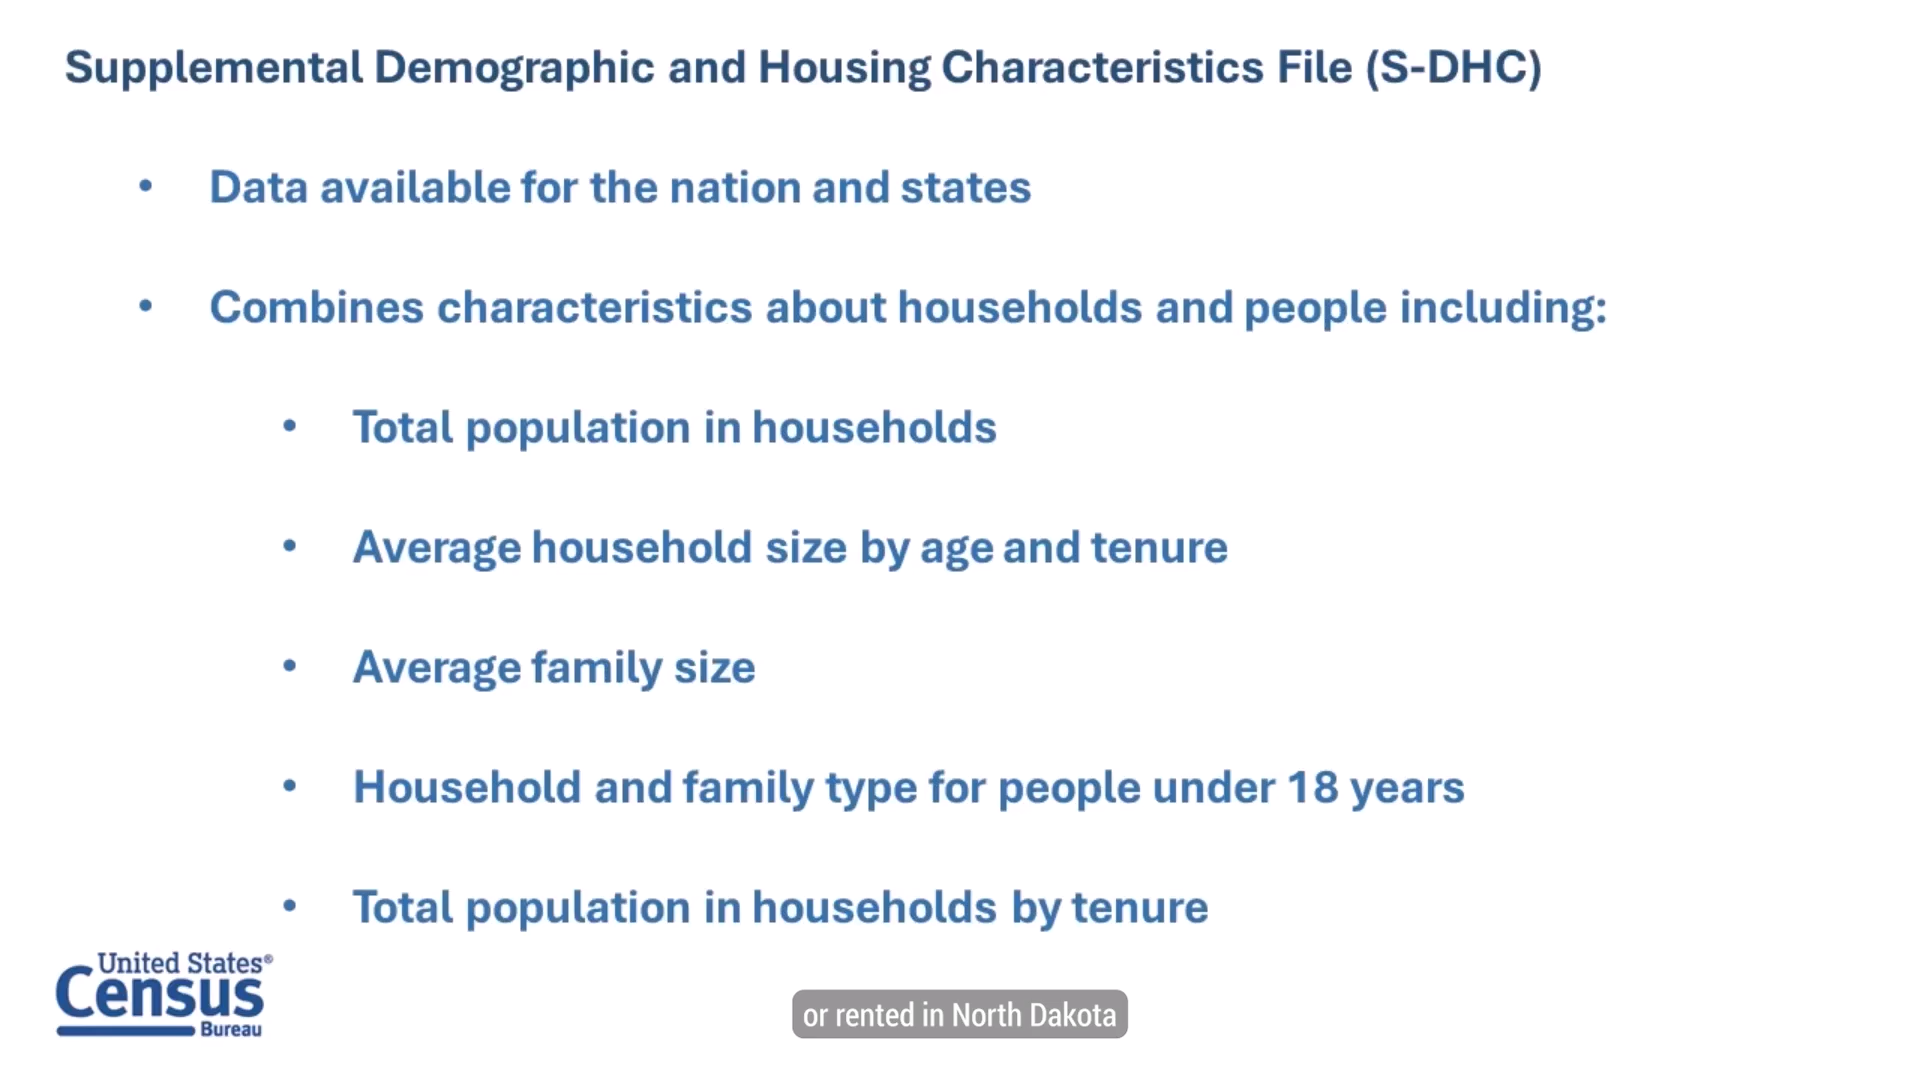 Supplemental Demographic and Housing Characteristics File (S-DHC)
• Data available for the nation and states
• Combines characteristics about households and people including:
• Total population in households
• Average household size by age and tenure
• Average family size
• Household and family type for people under 18 years
• Total population in households by tenure
United States®
Census
Bureau
or rented in North Dakota